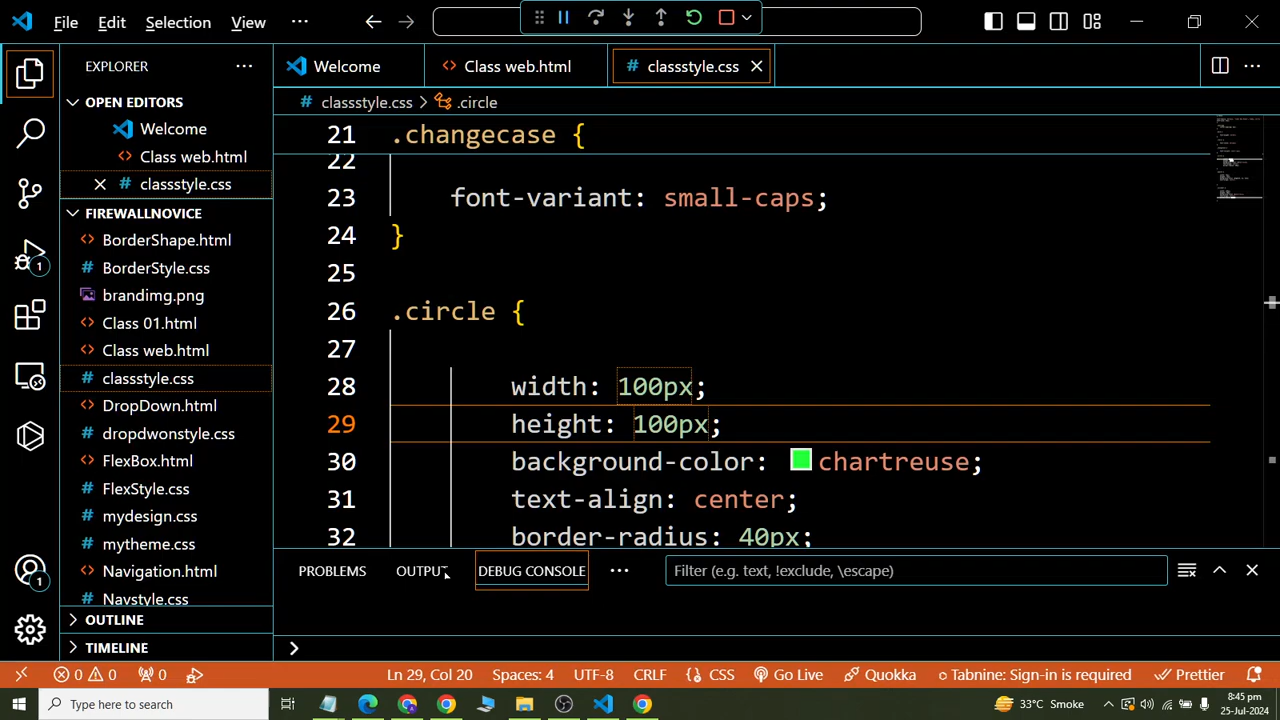 File Edit Selection View ···
EXPLORER ···
OPEN EDITORS
Welcome
Class web.html
classstyle.css
FIREWALLNOVICE
BorderShape.html
BorderStyle.css
brandimg.png
Class 01.html
Class web.html
classstyle.css
DropDown.html
dropdwonstyle.css
FlexBox.html
FlexStyle.css
mydesign.css
mytheme.css
Navigation.html
Navstyle.css
OUTLINE
TIMELINE
1
1
Welcome
Class web.html
classstyle.css
classstyle.css > .circle
21 .changecase {
22
23 font-variant: small-caps;
24 }
25
26 .circle {
27
28 width: 100px;
29 height: 100px;
30 background-color: chartreuse;
31 text-align: center;
32 border-radius: 40px;
PROBLEMS OUTPUT DEBUG CONSOLE ··· Filter (e.g. text, !exclude, \escape)
0 0 0 Ln 29, Col 20 Spaces: 4 UTF-8 CRLF CSS Go Live Quokka Tabnine: Sign-in is required Prettier
Type here to search 33°C Smoke 8:45 pm
25-Jul-2024